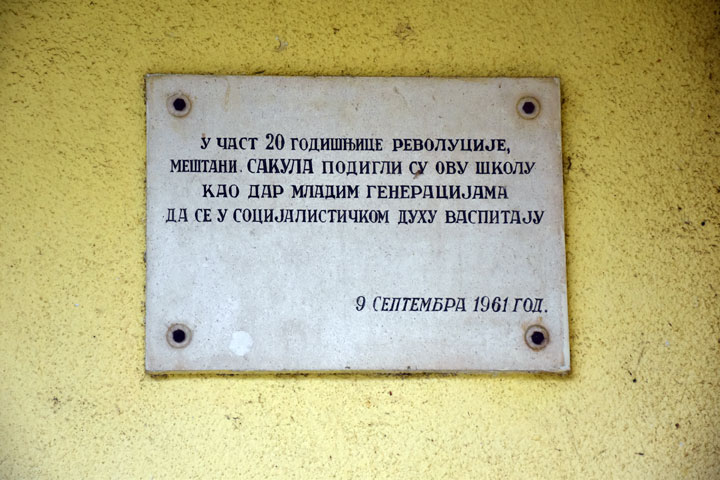 У ЧАСТ 20 ГОДИШЊИЦЕ РЕВОЛУЦИЈЕ,
МЕШТАНИ. САКУЛА ПОДИГЛИ СУ ОВУ ШКОЛУ
КАО ДАР МЛАДИМ ГЕНЕРАЦИЈАМА
ДА СЕ У СОЦИЈАЛИСТИЧКОМ ДУХУ ВАСПИТАЈУ
9 СЕПТЕМБРА 1961 ГОД.